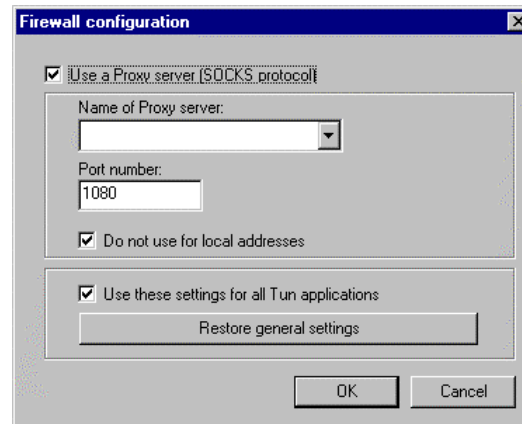 Firewall configuration
Use a Proxy server (SOCKS protocol)
Name of Proxy server:
Port number:
1080
Do not use for local addresses
Use these settings for all Tun applications
Restore general settings
OK Cancel